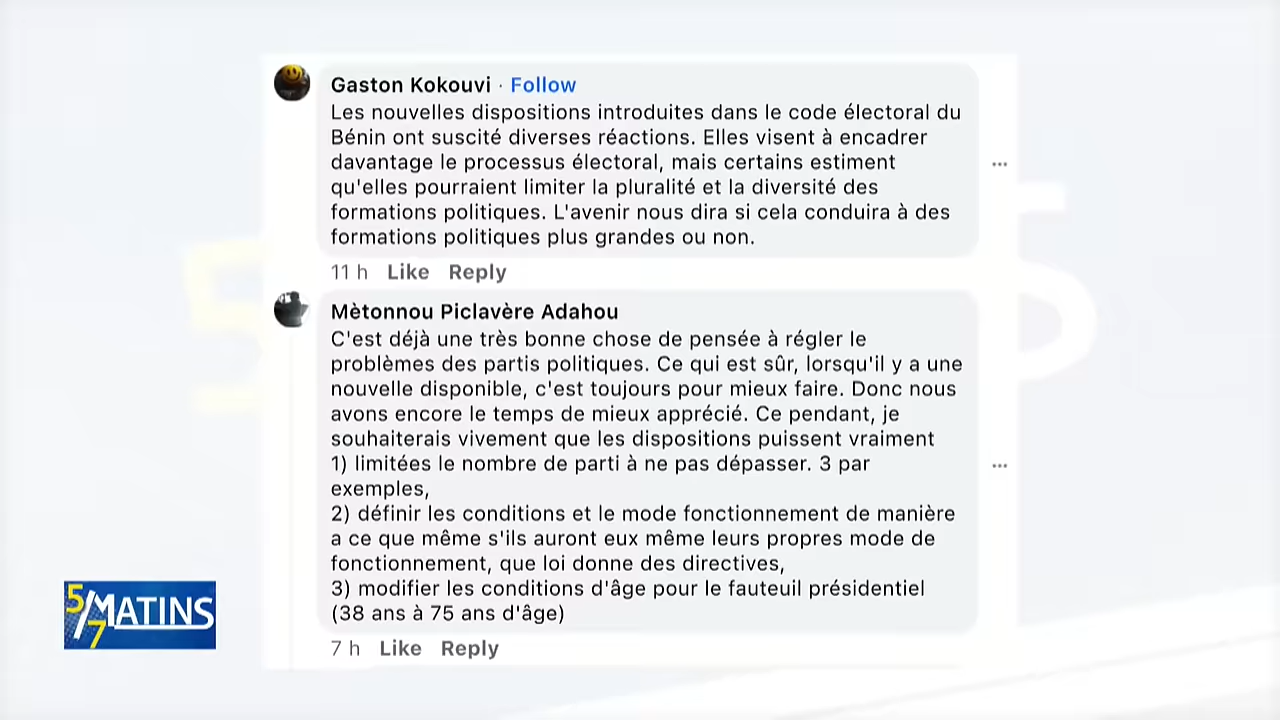 Gaston Kokouvi · Follow
Les nouvelles dispositions introduites dans le code électoral du
Bénin ont suscité diverses réactions. Elles visent à encadrer
davantage le processus électoral, mais certains estiment
qu'elles pourraient limiter la pluralité et la diversité des
formations politiques. L'avenir nous dira si cela conduira à des
formations politiques plus grandes ou non.
11 h Like Reply
Mètonnou Piclavère Adahou
C'est déjà une très bonne chose de pensée à régler le
problèmes des partis politiques. Ce qui est sûr, lorsqu'il y a une
nouvelle disponible, c'est toujours pour mieux faire. Donc nous
avons encore le temps de mieux apprécié. Ce pendant, je
souhaiterais vivement que les dispositions puissent vraiment
1) limitées le nombre de parti à ne pas dépasser. 3 par
exemples,
2) définir les conditions et le mode fonctionnement de manière
a ce que même s'ils auront eux même leurs propres mode de
fonctionnement, que loi donne des directives,
3) modifier les conditions d'âge pour le fauteuil présidentiel
(38 ans à 75 ans d'âge)
7 h Like Reply
5/7 MATINS